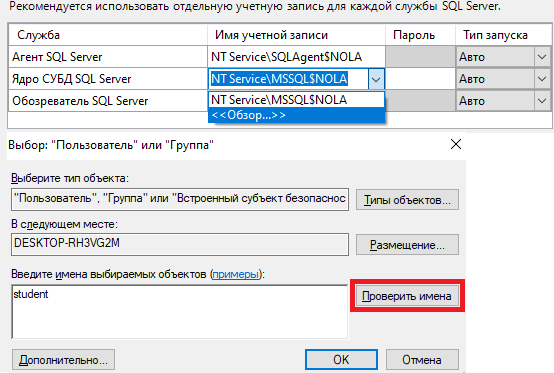 Рекомендуется использовать отдельную учетную запись для каждой службы SQL Server.
Служба Имя учетной записи Пароль Тип запуска
Агент SQL Server NT Service\SQLAgent$NOLA Авто
Ядро СУБД SQL Server NT Service\MSSQL$NOLA Авто
Обозреватель SQL Server NT Service\MSSQL$NOLA Авто
<<Обзор...>>
Выбор: "Пользователь" или "Группа"
Выберите тип объекта:
"Пользователь", "Группа" или "Встроенный субъект безопаснос Типы объектов...
В следующем месте:
DESKTOP-RH3VG2M Размещение...
Введите имена выбираемых объектов (примеры):
student Проверить имена
Дополнительно... OK Отмена